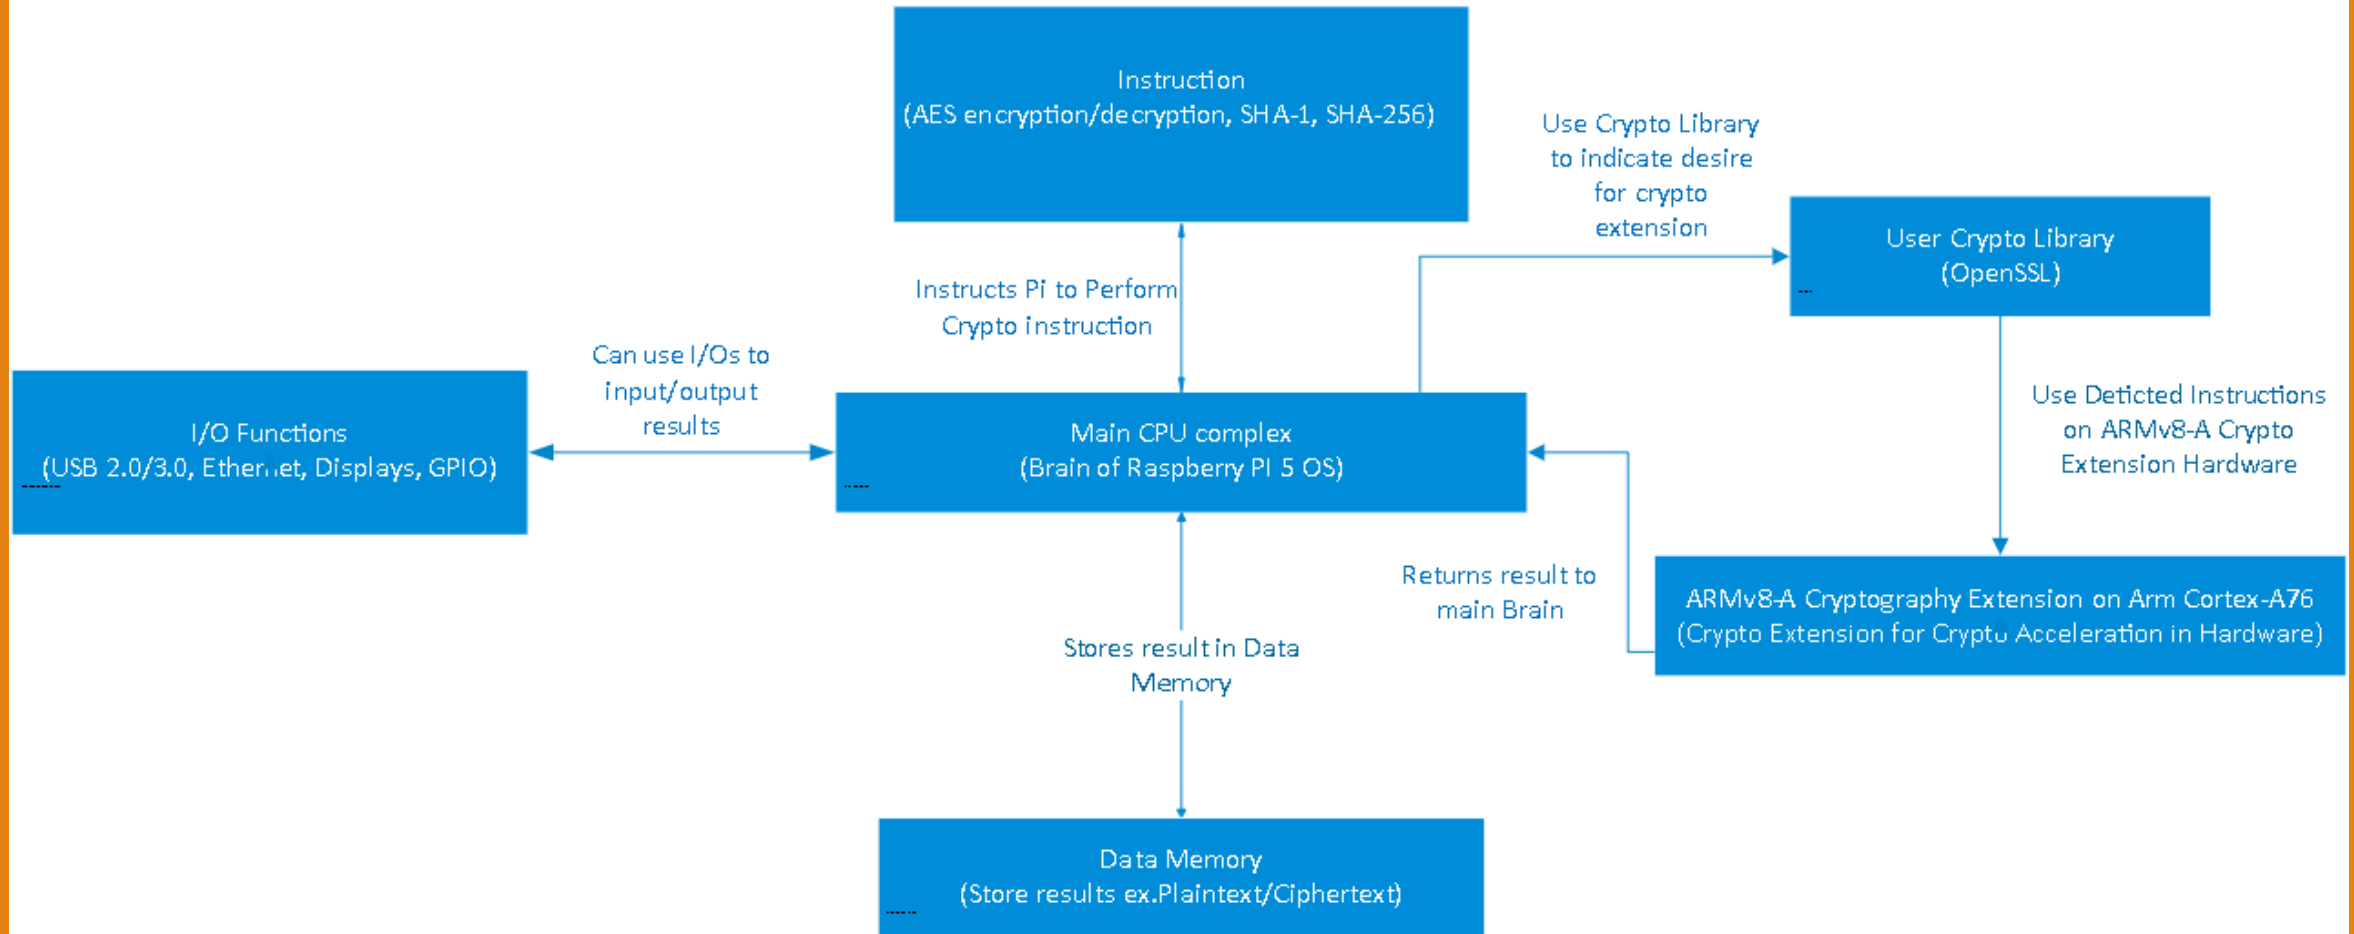 Instruction
(AES encryption/decryption, SHA-1, SHA-256)
Use Crypto Library
to indicate desire
for crypto
extension
User Crypto Library
(OpenSSL)
Instructs Pi to Perform
Crypto instruction
Can use I/Os to
input/output
results
I/O Functions
(USB 2.0/3.0, Ethernet, Displays, GPIO)
Main CPU complex
(Brain of Raspberry PI 5 OS)
Use Deticted Instructions
on ARMv8-A Crypto
Extension Hardware
Returns result to
main Brain
ARMv8-A Cryptography Extension on Arm Cortex-A76
(Crypto Extension for Crypto Acceleration in Hardware)
Stores result in Data
Memory
Data Memory
(Store results ex.Plaintext/Ciphertext)